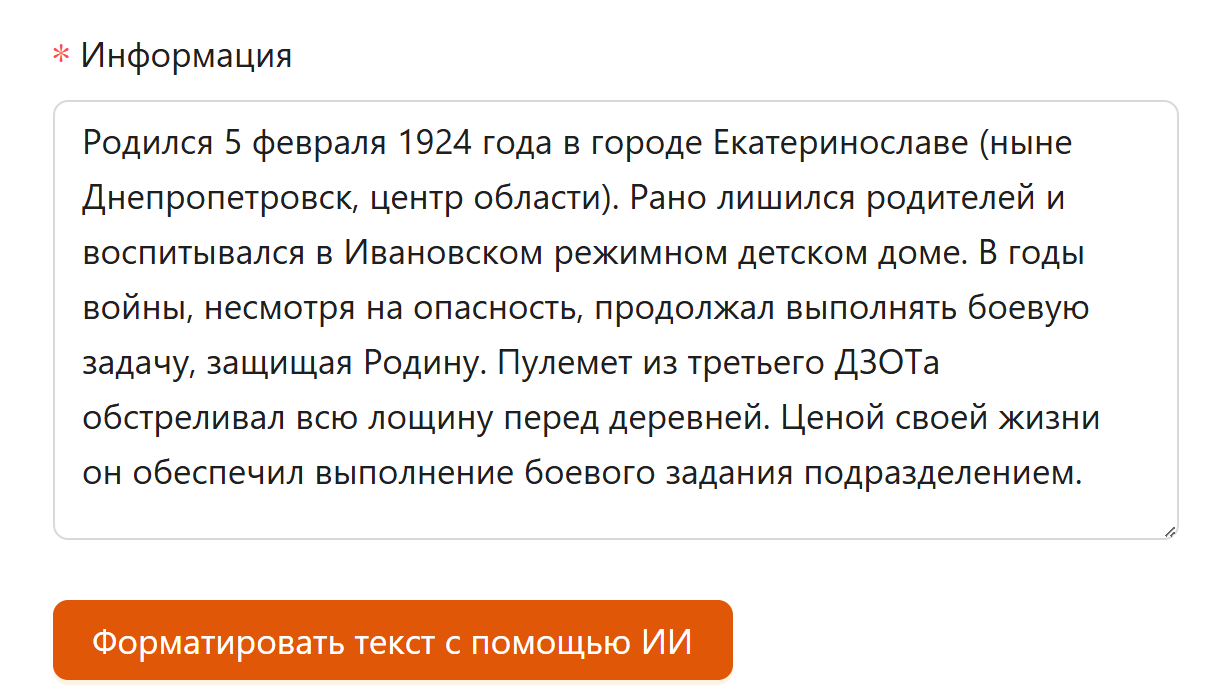 * Информация
Родился 5 февраля 1924 года в городе Екатеринославе (ныне
Днепропетровск, центр области). Рано лишился родителей и
воспитывался в Ивановском режимном детском доме. В годы
войны, несмотря на опасность, продолжал выполнять боевую
задачу, защищая Родину. Пулемет из третьего ДЗОТа
обстреливал всю лощину перед деревней. Ценой своей жизни
он обеспечил выполнение боевого задания подразделением.
Форматировать текст с помощью ИИ